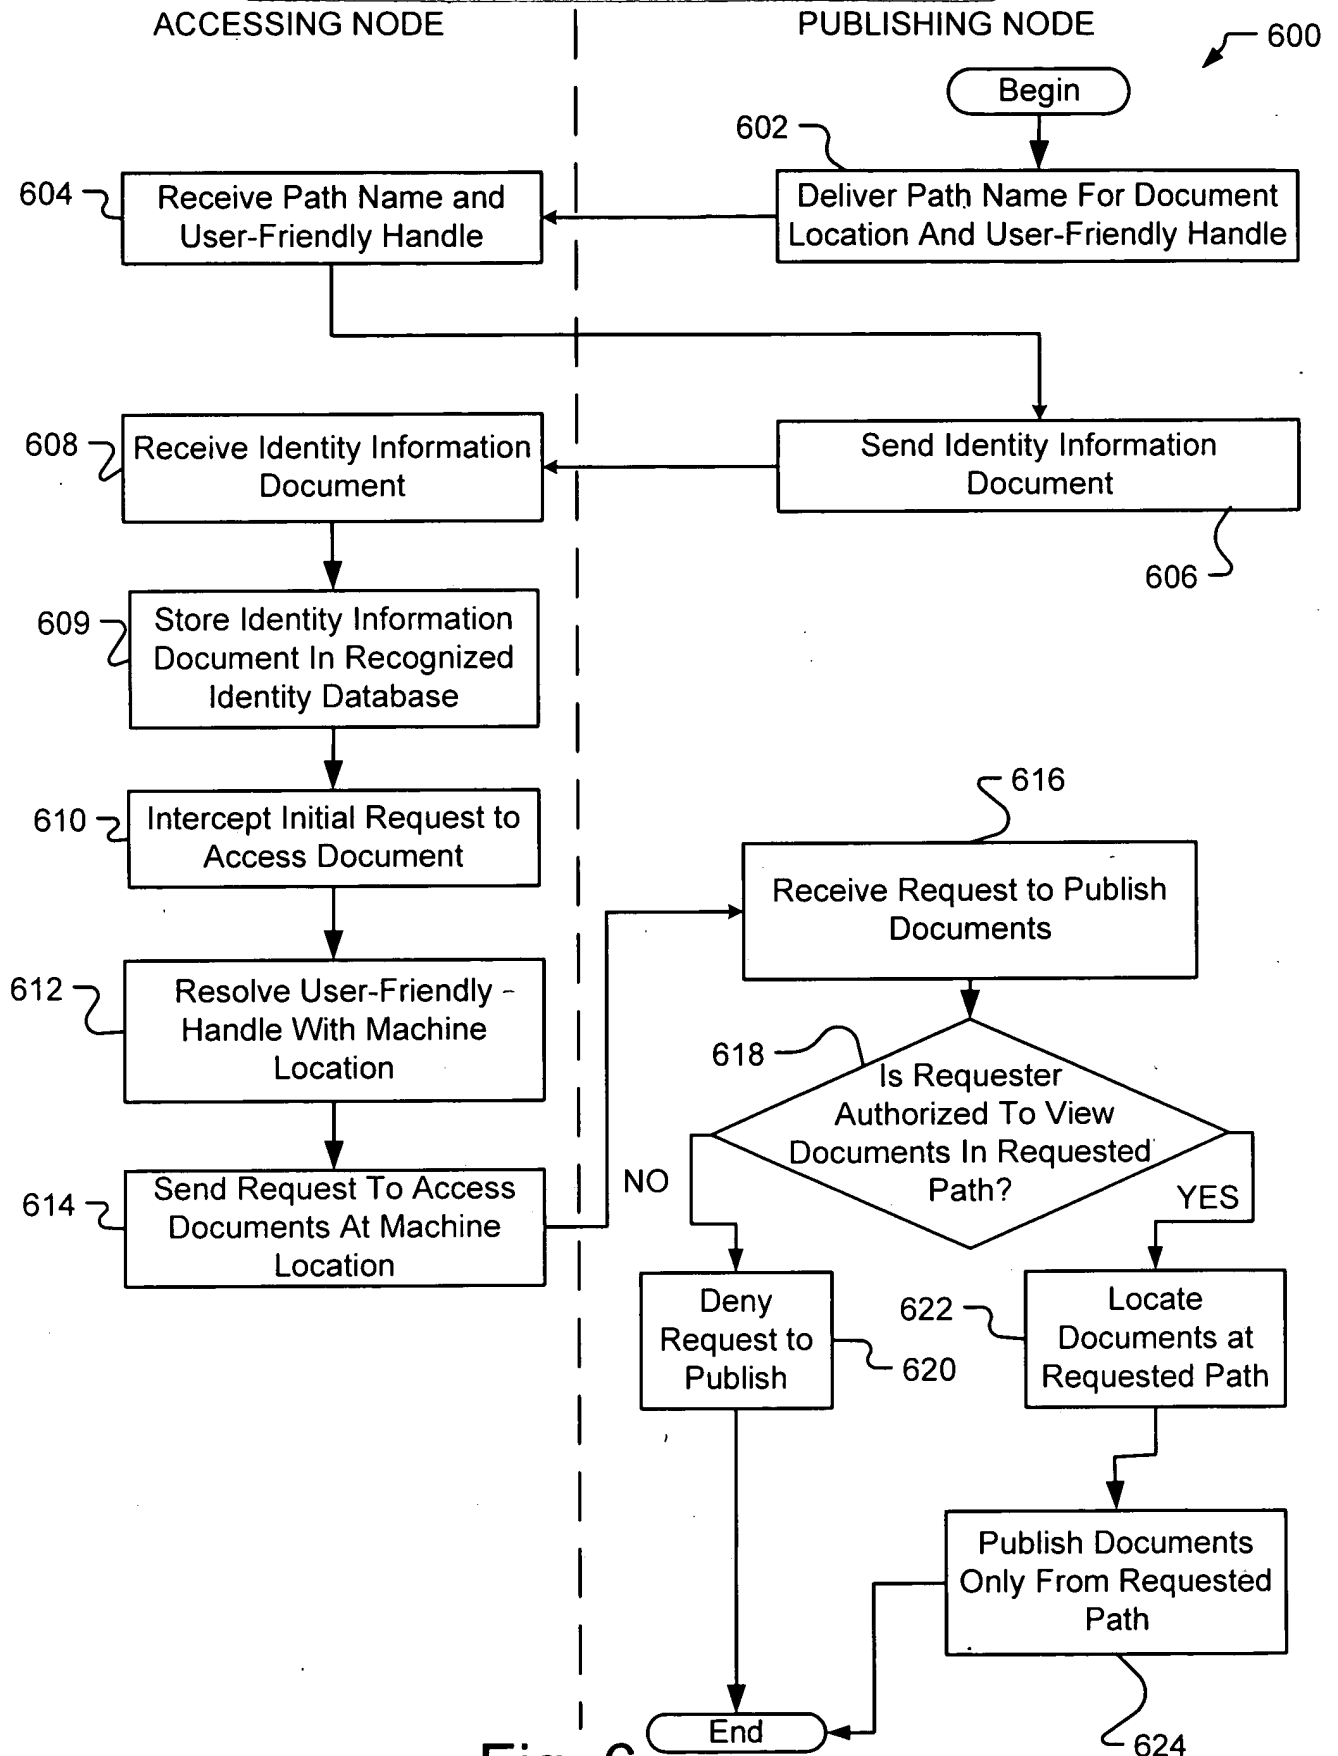 ACCESSING NODE
PUBLISHING NODE
600
Begin
602
Deliver Path Name For Document
Location And User-Friendly Handle
604
Receive Path Name and
User-Friendly Handle
Send Identity Information
Document
606
608
Receive Identity Information
Document
609
Store Identity Information
Document In Recognized
Identity Database
610
Intercept Initial Request to
Access Document
612
Resolve User-Friendly
Handle With Machine
Location
614
Send Request To Access
Documents At Machine
Location
616
Receive Request to Publish
Documents
618
Is Requester
Authorized To View
Documents In Requested
Path?
NO
YES
Deny
Request to
Publish
620
622
Locate
Documents at
Requested Path
Publish Documents
Only From Requested
Path
624
End
Fig. 6